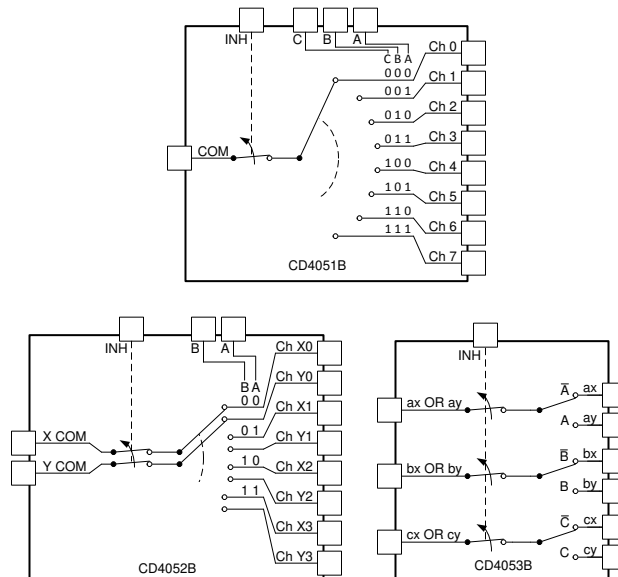 INH C B A
C B A
0 0 0 Ch 0
0 0 1 Ch 1
0 1 0 Ch 2
0 1 1 Ch 3
COM
1 0 0 Ch 4
1 0 1 Ch 5
1 1 0 Ch 6
1 1 1 Ch 7
CD4051B
INH B A
B A
Ch X0
0 0
Ch Y0
0 1
Ch X1
X COM
Ch Y1
Y COM
1 0
Ch X2
1 1
Ch Y2
Ch X3
Ch Y3
CD4052B
INH
ax OR ay
A̅ ax
A ay
bx OR by
B̅ bx
B by
cx OR cy
C̅ cx
C cy
CD4053B